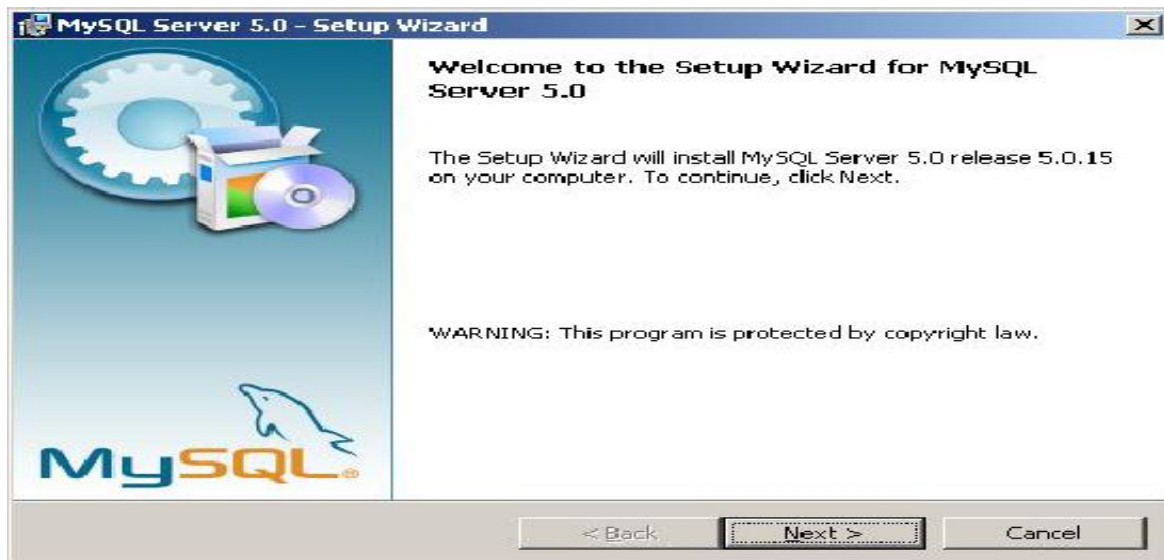 MySQL Server 5.0 - Setup Wizard
Welcome to the Setup Wizard for MySQL
Server 5.0
The Setup Wizard will install MySQL Server 5.0 release 5.0.15
on your computer. To continue, click Next.
WARNING: This program is protected by copyright law.
MySQL®
< Back
Next >
Cancel